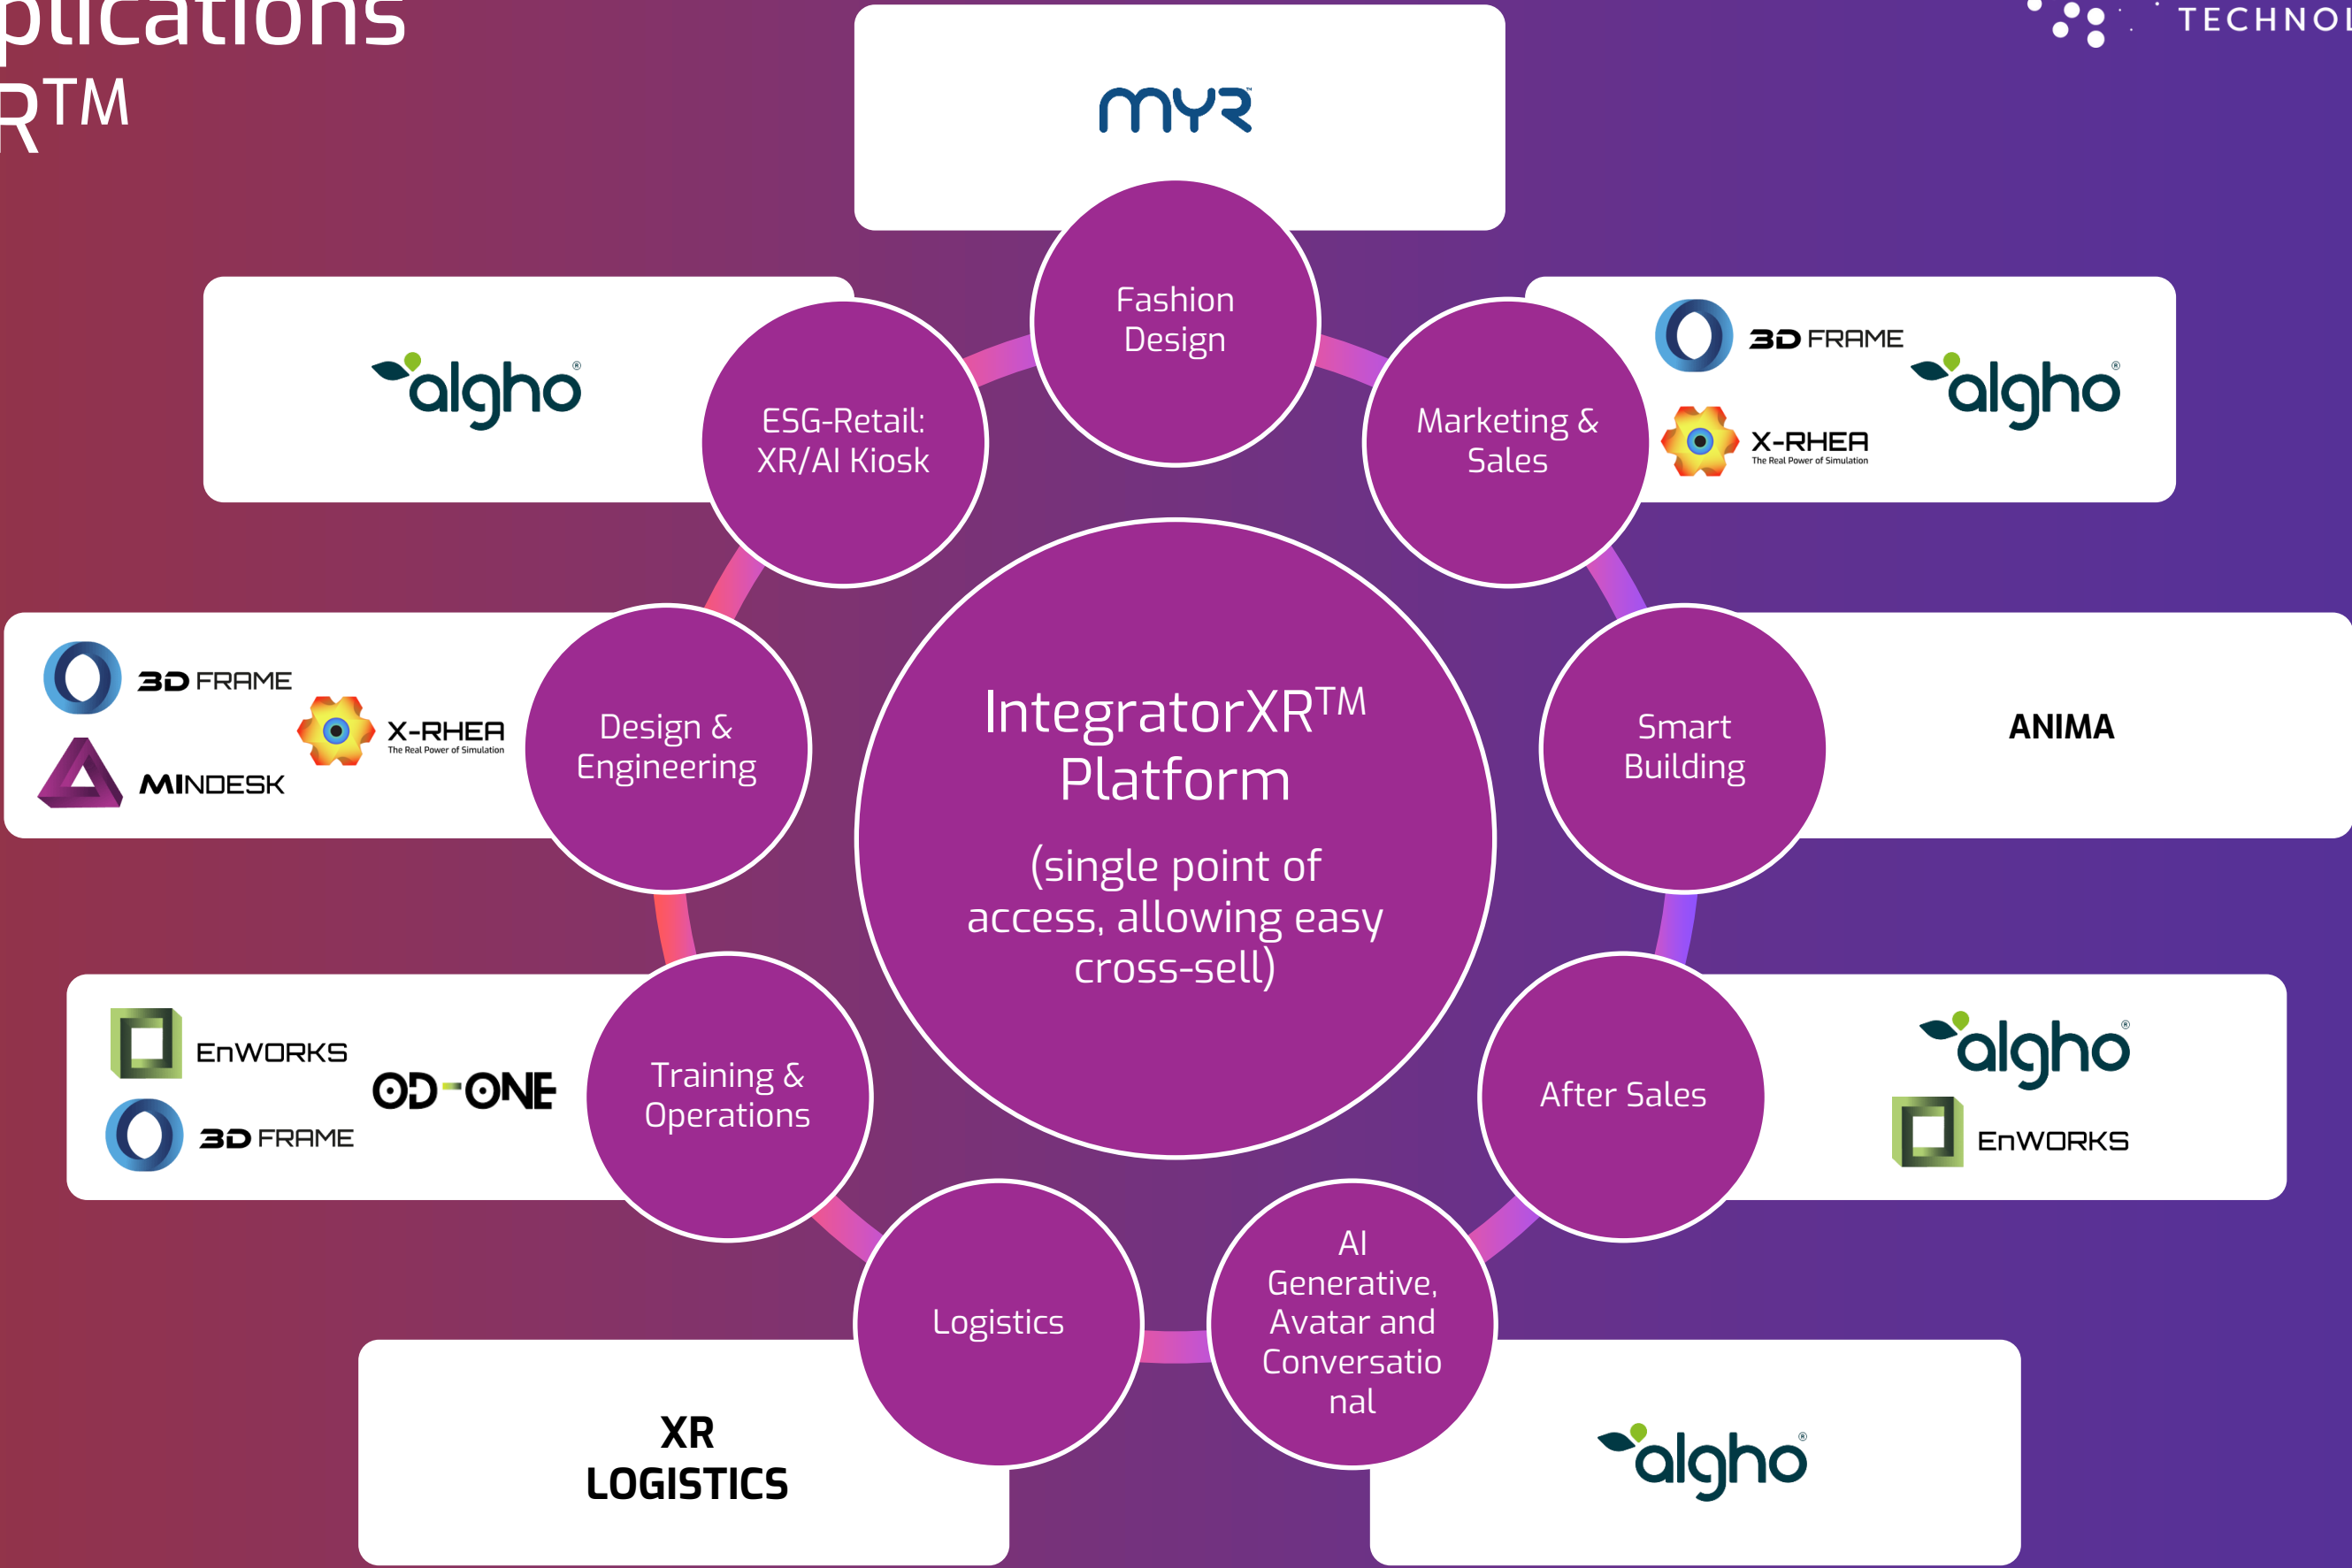 plications
R™
TECHNOL
MYR™
Fashion
Design
algho®
ESG-Retail:
XR/AI Kiosk
Marketing &
Sales
3D FRAME
algho®
X-RHEA
The Real Power of Simulation
3D FRAME
X-RHEA
The Real Power of Simulation
MINDESK
Design &
Engineering
IntegratorXR™
Platform
(single point of
access, allowing easy
cross-sell)
Smart
Building
ANIMA
EnWORKS
OD-ONE
3D FRAME
Training &
Operations
After Sales
algho®
EnWORKS
Logistics
XR
LOGISTICS
AI
Generative,
Avatar and
Conversatio
nal
algho®